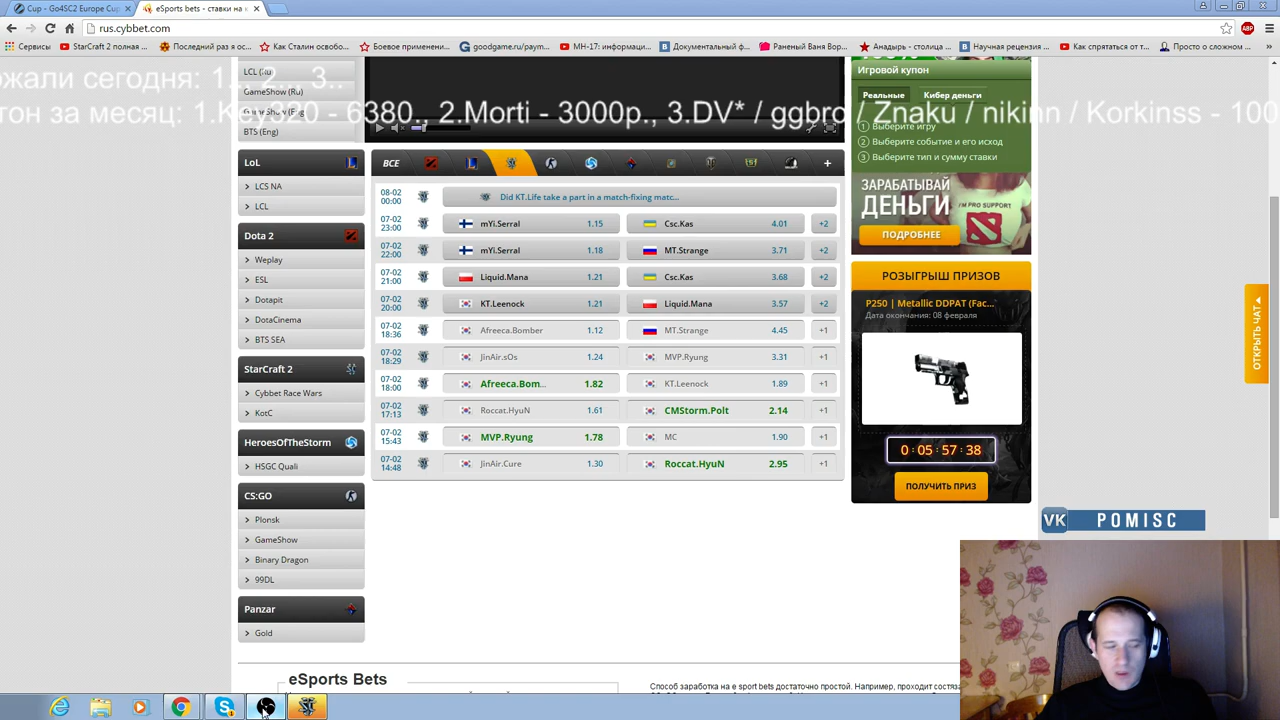 Cup - Go4SC2 Europe Cup
eSports bets - ставки на к
rus.cybbet.com
ABP
Сервисы
StarCraft 2 полная ...
Последний раз я ос...
Как Сталин освобо...
Боевое применени...
goodgame.ru/paym...
МН-17: информаци...
Документальный ф...
Раненый Ваня Вор...
Анадырь - столица ...
Научная рецензия ...
Как спрятаться от т...
Просто о сложном ...
жали сегодня: 1.., 2.. 3..
тон за месяц:
6380., 2.Morti - 3000р., 3.DV* / ggbro / Znaku / nikinn / Korkinss - 100
LCL (Ru)
GameShow (Ru)
BTS (Eng)
LoL
LCS NA
LCL
Dota 2
Weplay
ESL
Dotapit
DotaCinema
BTS SEA
StarCraft 2
Cybbet Race Wars
KotC
HeroesOfTheStorm
HSGC Quali
CS:GO
Plonsk
GameShow
Binary Dragon
99DL
Panzar
Gold
ВСЕ
+
08-02 00:00 Did KT.Life take a part in a match-fixing matc...
07-02 23:00 mYi.Serral 1.15 Csc.Kas 4.01 +2
07-02 22:00 mYi.Serral 1.18 MT.Strange 3.71 +2
07-02 21:00 Liquid.Mana 1.21 Csc.Kas 3.68 +2
07-02 20:00 KT.Leenock 1.21 Liquid.Mana 3.57 +2
07-02 18:36 Afreeca.Bomber 1.12 MT.Strange 4.45 +1
07-02 18:29 JinAir.sOs 1.24 MVP.Ryung 3.31 +1
07-02 18:00 Afreeca.Bom... 1.82 KT.Leenock 1.89 +1
07-02 17:13 Roccat.HyuN 1.61 CMStorm.Polt 2.14 +1
07-02 15:43 MVP.Ryung 1.78 MC 1.90 +1
07-02 14:48 JinAir.Cure 1.30 Roccat.HyuN 2.95 +1
Игровой купон
Реальные Кибер деньги
1 Выберите игру
2 Выберите событие и его исход
3 Выберите тип и сумму ставки
ЗАРАБАТЫВАЙ
ДЕНЬГИ
I'M PRO SUPPORT
ПОДРОБНЕЕ
РОЗЫГРЫШ ПРИЗОВ
P250 | Metallic DDPAT (Fac...
Дата окончания: 08 февраля
0 : 05 : 57 : 38
ПОЛУЧИТЬ ПРИЗ
ОТКРЫТЬ ЧАТ
VK POMISC
eSports Bets
Способ заработка на e sport bets достаточно простой. Например, проходит состяза